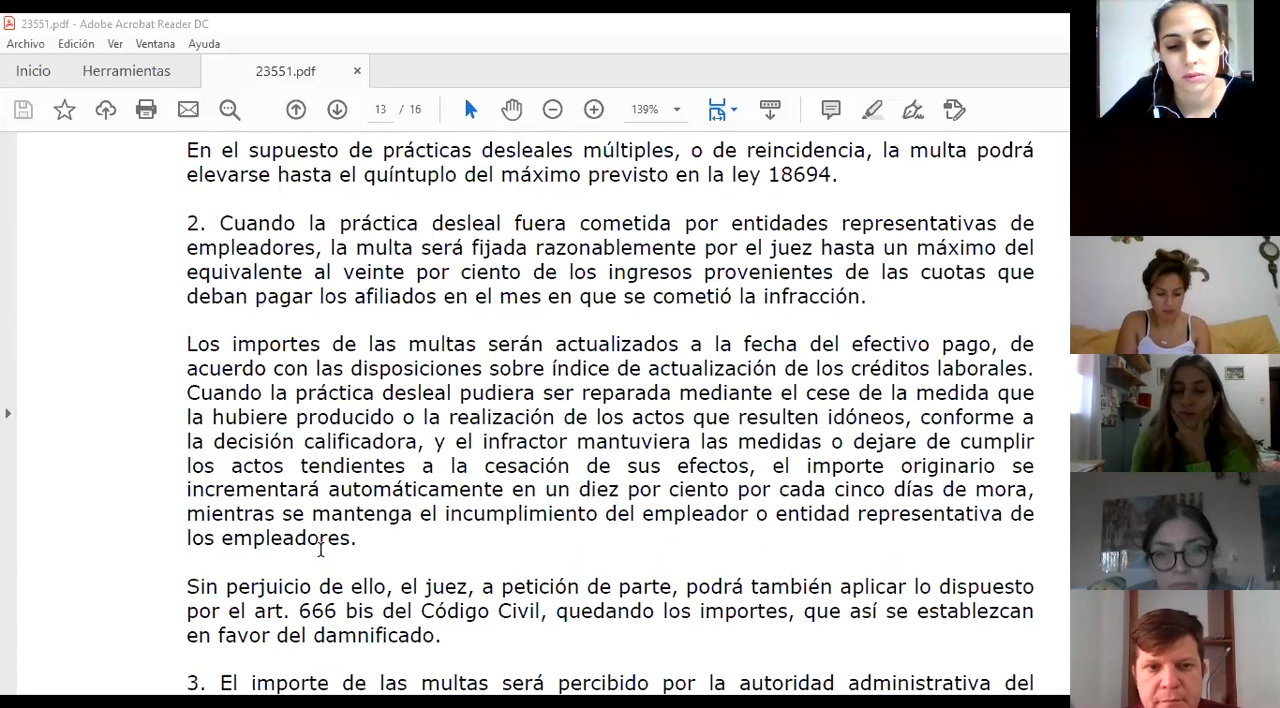 23551.pdf - Adobe Acrobat Reader DC
Archivo Edición Ver Ventana Ayuda
Inicio Herramientas 23551.pdf ×
13 / 16 139%
En el supuesto de prácticas desleales múltiples, o de reincidencia, la multa podrá
elevarse hasta el quíntuplo del máximo previsto en la ley 18694.
2. Cuando la práctica desleal fuera cometida por entidades representativas de
empleadores, la multa será fijada razonablemente por el juez hasta un máximo del
equivalente al veinte por ciento de los ingresos provenientes de las cuotas que
deban pagar los afiliados en el mes en que se cometió la infracción.
Los importes de las multas serán actualizados a la fecha del efectivo pago, de
acuerdo con las disposiciones sobre índice de actualización de los créditos laborales.
Cuando la práctica desleal pudiera ser reparada mediante el cese de la medida que
la hubiere producido o la realización de los actos que resulten idóneos, conforme a
la decisión calificadora, y el infractor mantuviera las medidas o dejare de cumplir
los actos tendientes a la cesación de sus efectos, el importe originario se
incrementará automáticamente en un diez por ciento por cada cinco días de mora,
mientras se mantenga el incumplimiento del empleador o entidad representativa de
los empleadores.
Sin perjuicio de ello, el juez, a petición de parte, podrá también aplicar lo dispuesto
por el art. 666 bis del Código Civil, quedando los importes, que así se establezcan
en favor del damnificado.
3. El importe de las multas será percibido por la autoridad administrativa del